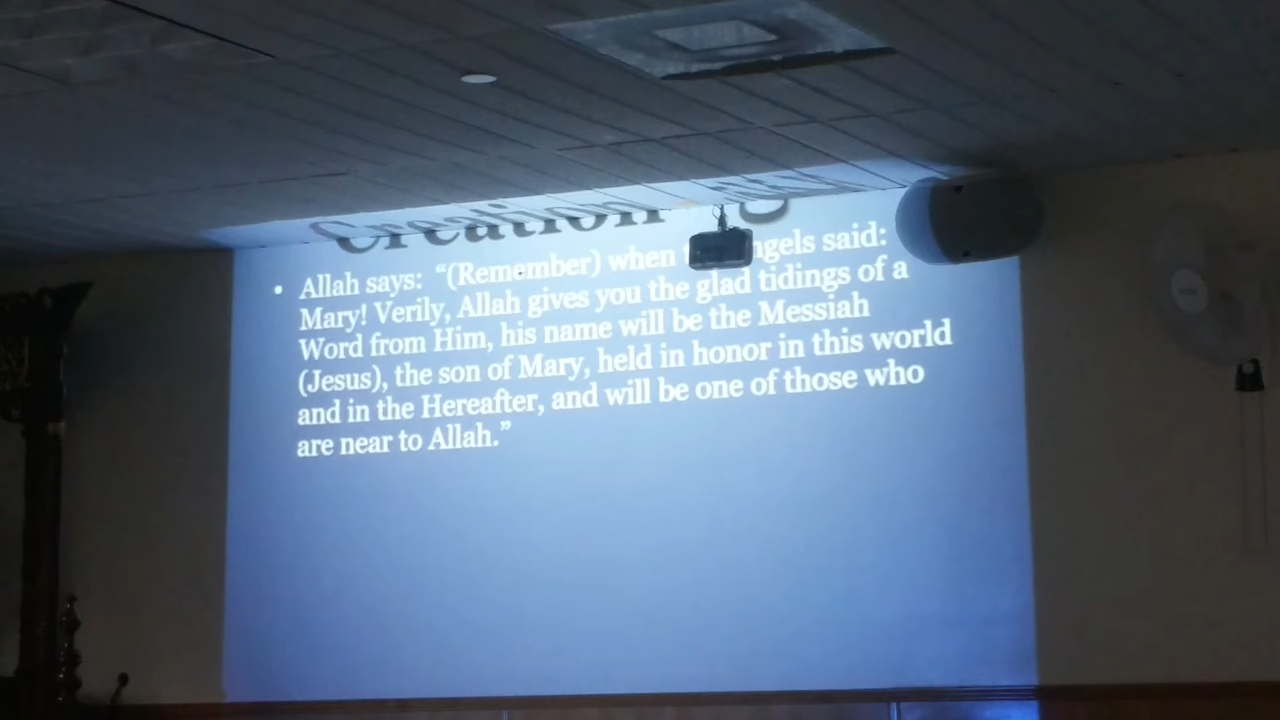 Creation
• Allah says: “(Remember) when angels said:
Mary! Verily, Allah gives you the glad tidings of a
Word from Him, his name will be the Messiah
(Jesus), the son of Mary, held in honor in this world
and in the Hereafter, and will be one of those who
are near to Allah.”